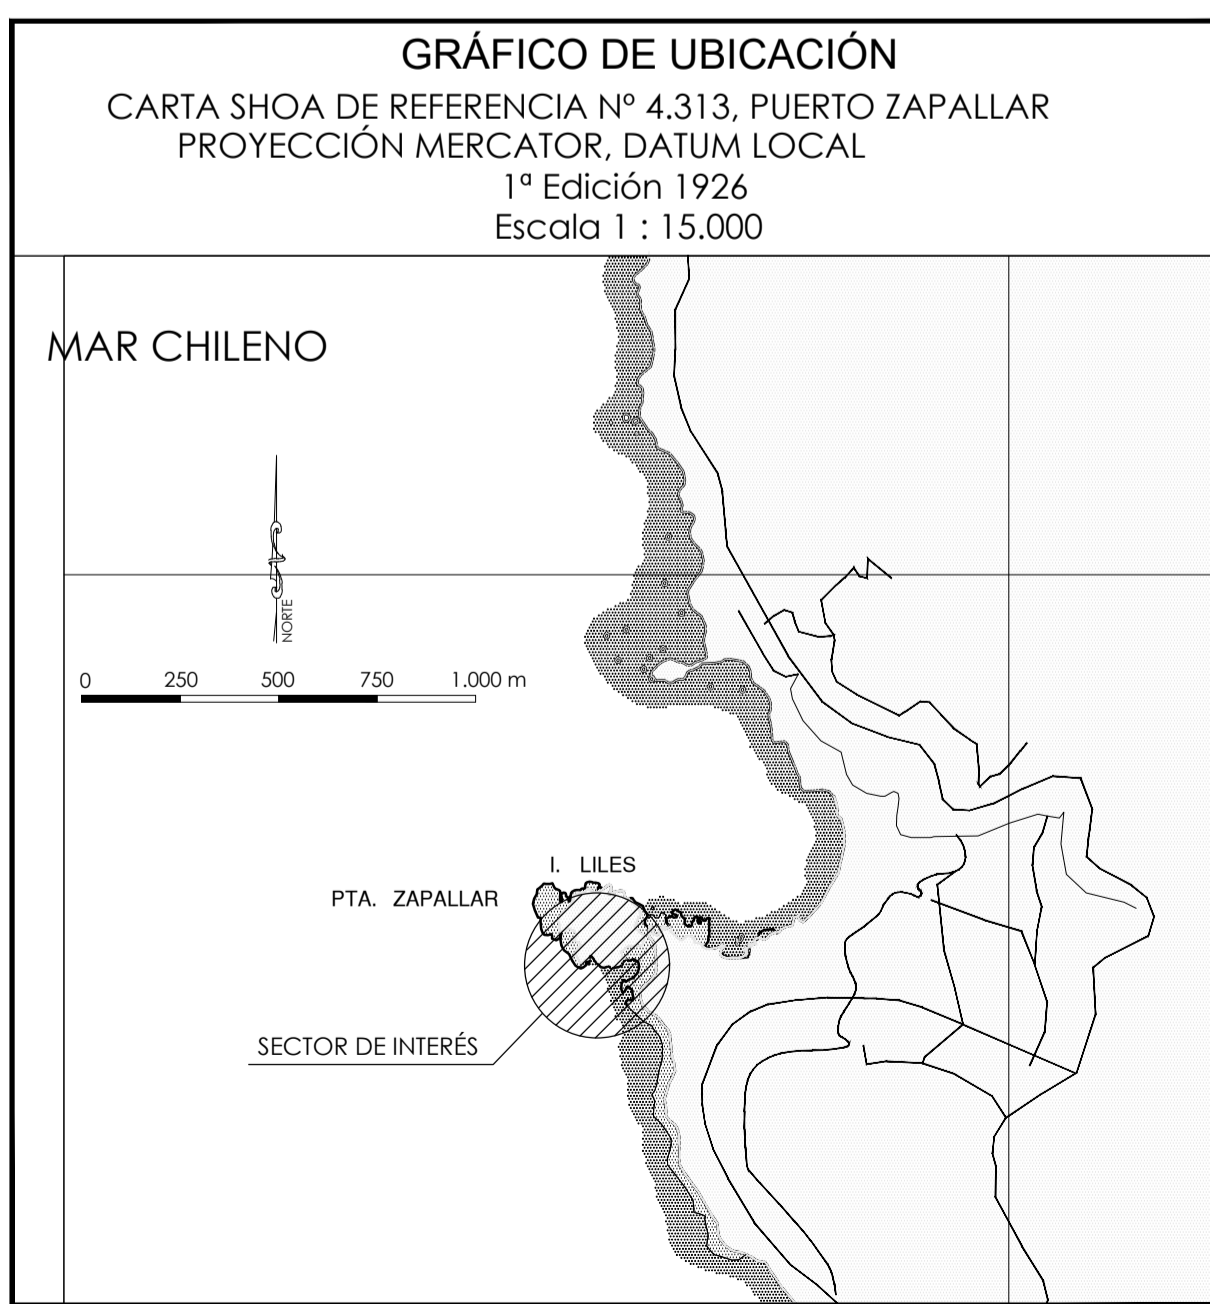 GRÁFICO DE UBICACIÓN
CARTA SHOA DE REFERENCIA Nº 4.313, PUERTO ZAPALLAR
PROYECCIÓN MERCATOR, DATUM LOCAL
1ª Edición 1926
Escala 1 : 15.000
MAR CHILENO
NORTE
0 250 500 750 1.000 m
I. LILES
PTA. ZAPALLAR
SECTOR DE INTERÉS